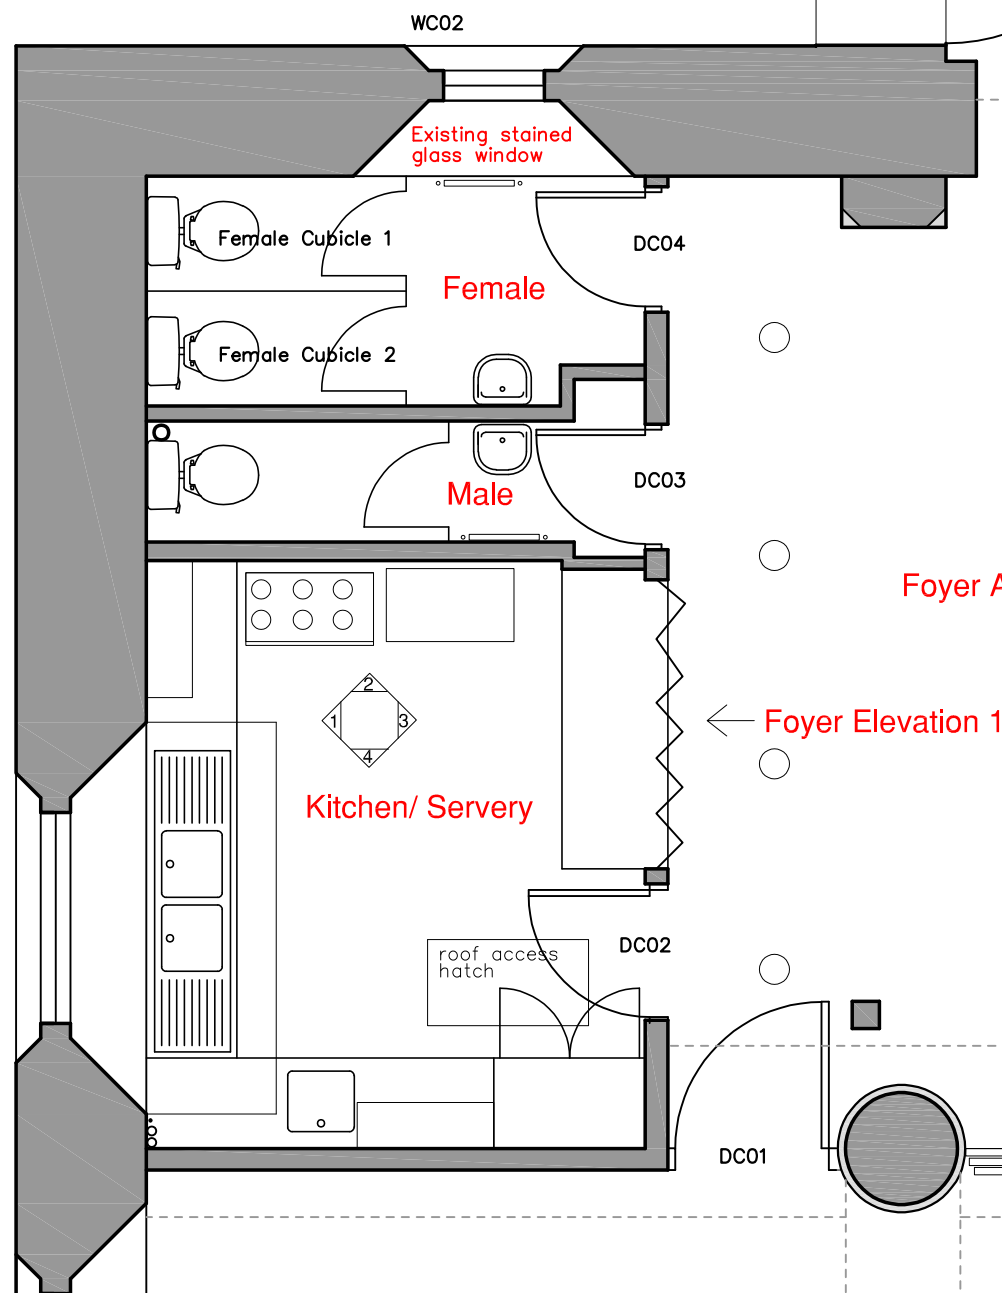 WC02
Existing stained
glass window
Female Cubicle 1
DC04
Female
Female Cubicle 2
DC03
Male
Foyer A
2
1
3
4
Foyer Elevation 1
Kitchen/ Servery
DC02
roof access
hatch
DC01